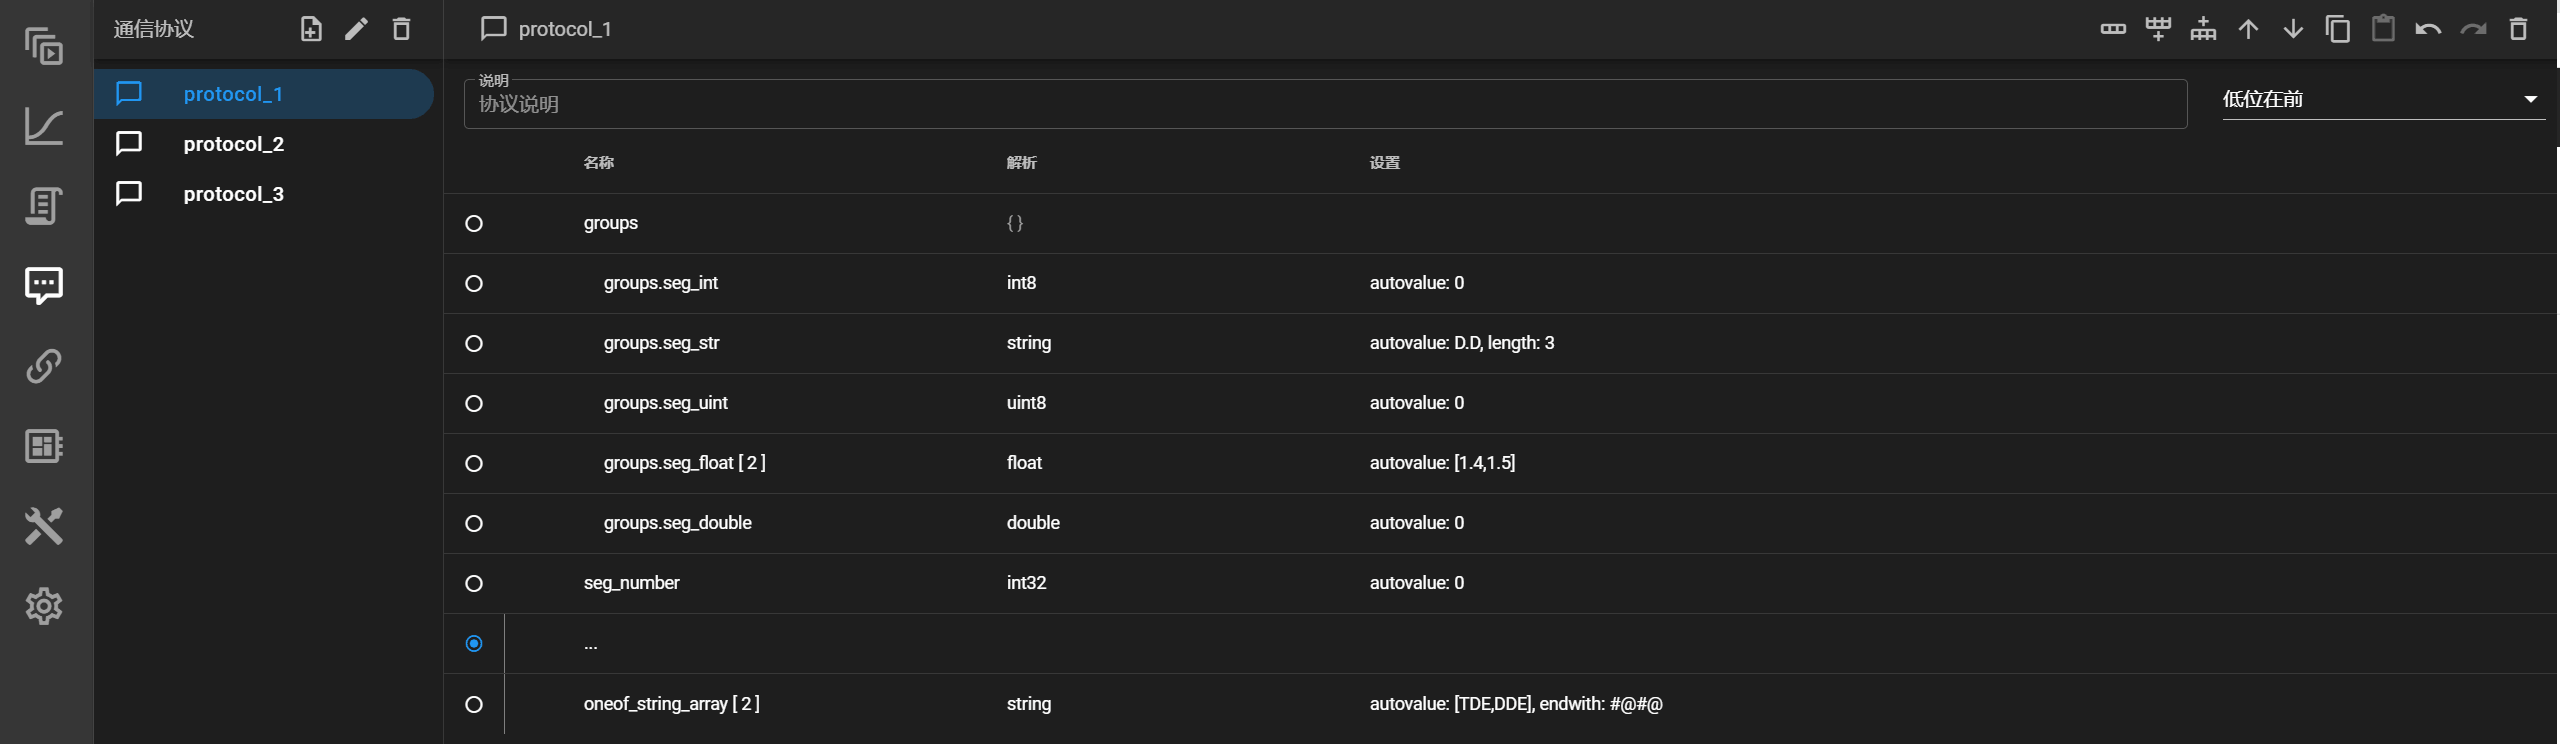 通信协议
protocol_1
protocol_2
protocol_3
protocol_1
说明
协议说明
低位在前
名称 解析 设置
groups { }
groups.seg_int int8 autovalue: 0
groups.seg_str string autovalue: D.D, length: 3
groups.seg_uint uint8 autovalue: 0
groups.seg_float [ 2 ] float autovalue: [1.4,1.5]
groups.seg_double double autovalue: 0
seg_number int32 autovalue: 0
...
oneof_string_array [ 2 ] string autovalue: [TDE,DDE], endwith: #@#@